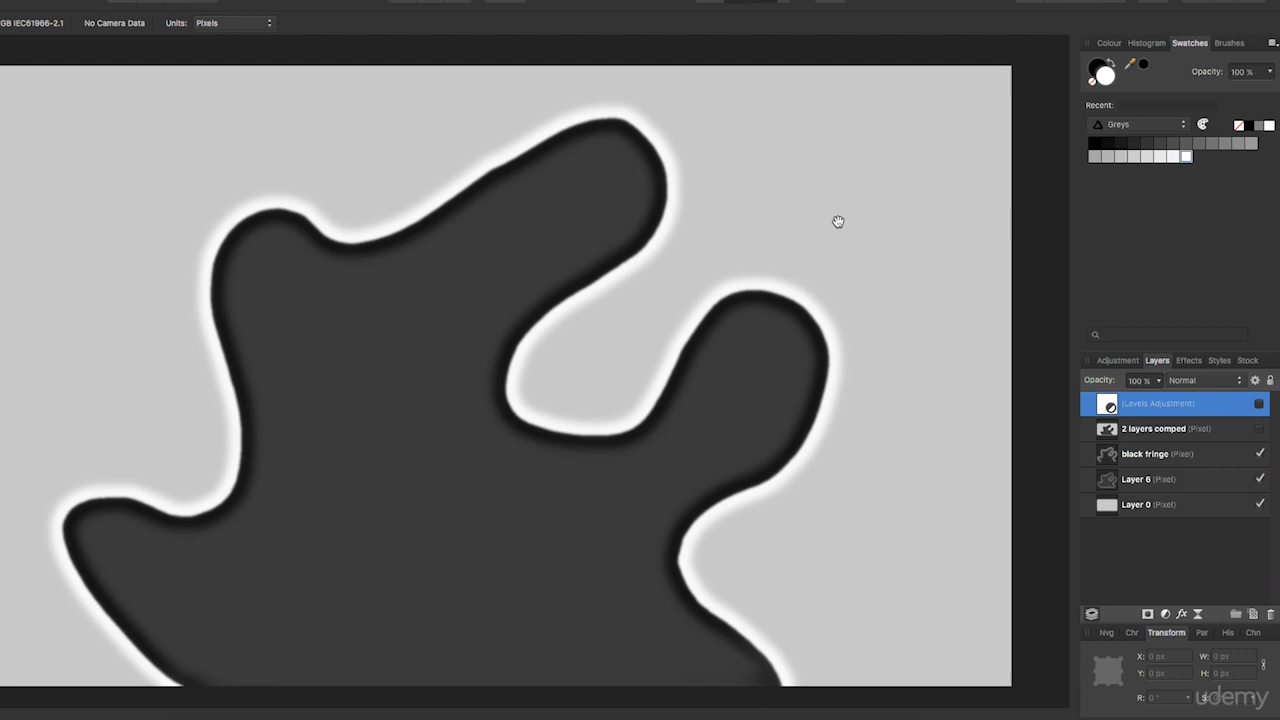 GB IEC61966-2.1 No Camera Data Units: Pixels
Colour Histogram Swatches Brushes
Opacity: 100 %
Recent:
Greys
Adjustment Layers Effects Styles Stock
Opacity: 100 % Normal
(Levels Adjustment)
2 layers comped (Pixel)
black fringe (Pixel)
Layer 6 (Pixel)
Layer 0 (Pixel)
fx
Nvg Chr Transform Par His Chn
X: 0 px W: 0 px
Y: 0 px H: 0 px
R: 0 ° S:
udemy